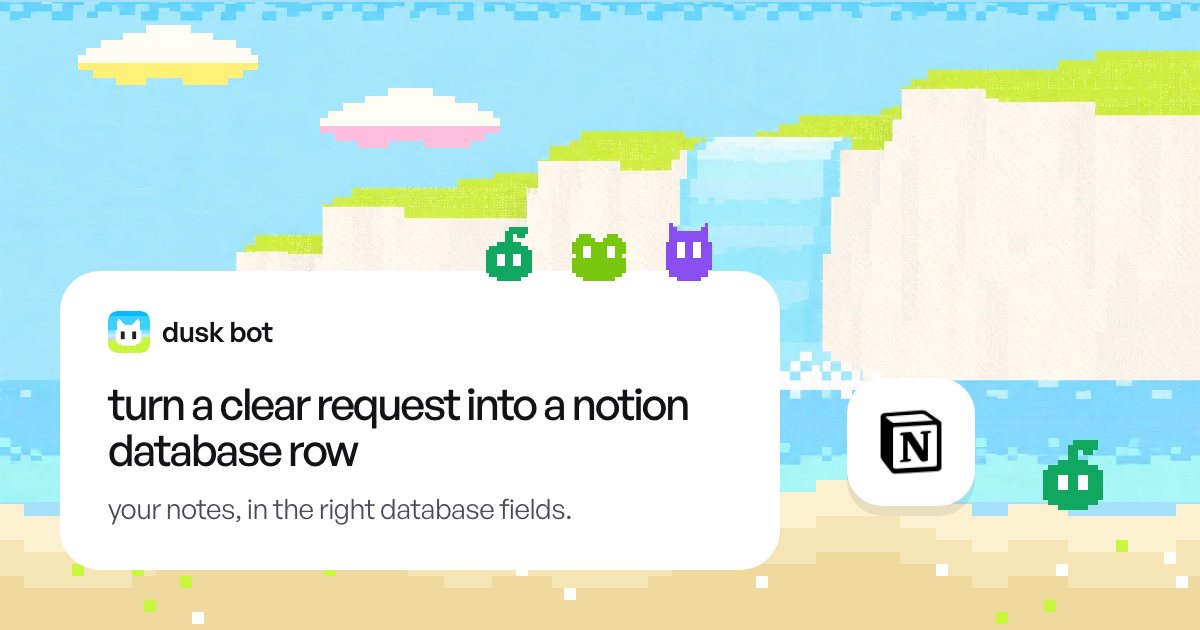 dusk bot
turn a clear request into a notion
database row
your notes, in the right database fields.
N